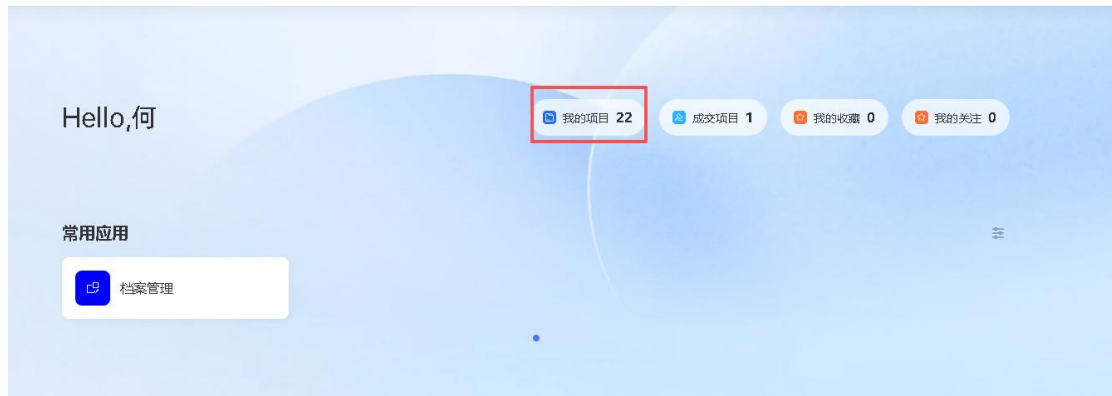 Hello,何
我的项目 22
成交项目 1
我的收藏 0
我的关注 0
常用应用
档案管理